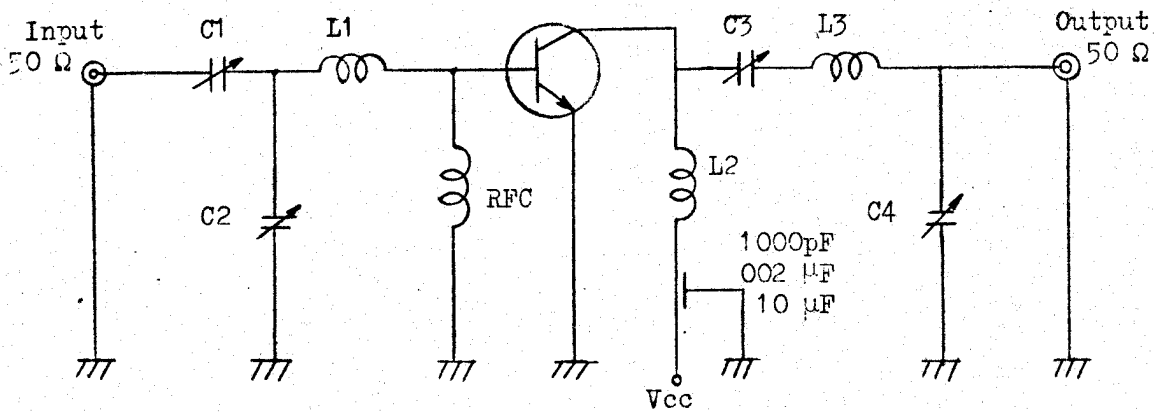 Input
50 Ω
C1
L1
C3
L3
Output
50 Ω
C2
RFC
L2
C4
1000pF
002 μF
10 μF
Vcc